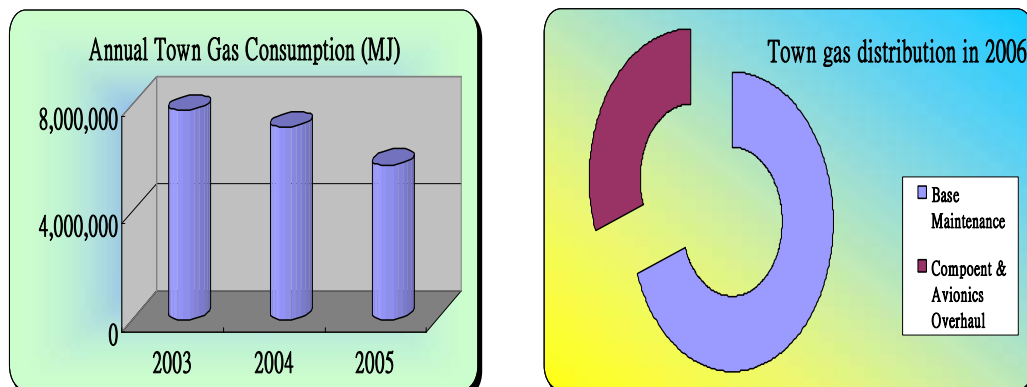 Annual Town Gas Consumption (MJ)
8,000,000
4,000,000
0
2003 2004 2005
Town gas distribution in 2006
Base
Maintenance
Compoent &
Avionics
Overhaul